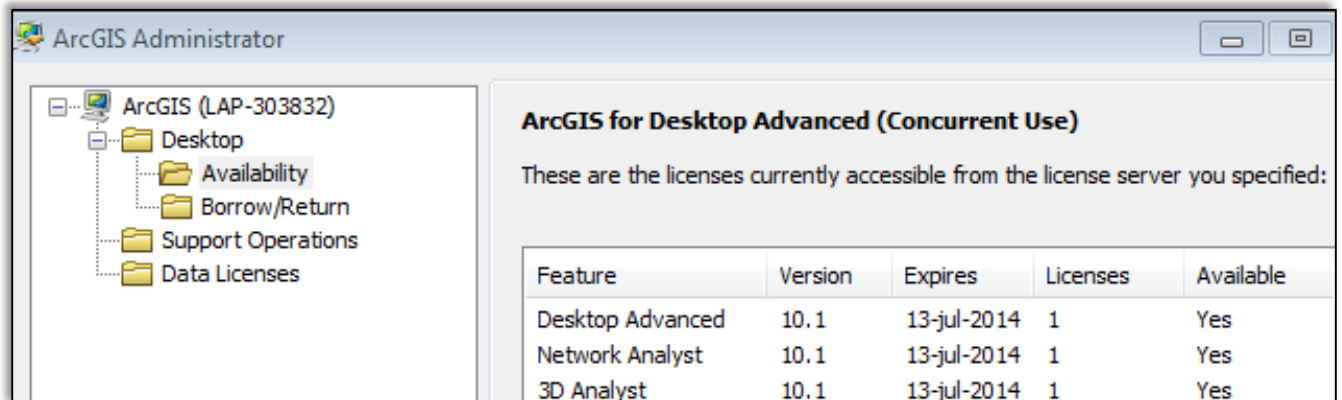 ArcGIS Administrator
ArcGIS (LAP-303832)
Desktop
Availability
Borrow/Return
Support Operations
Data Licenses
ArcGIS for Desktop Advanced (Concurrent Use)
These are the licenses currently accessible from the license server you specified:
Feature Version Expires Licenses Available
Desktop Advanced 10.1 13-jul-2014 1 Yes
Network Analyst 10.1 13-jul-2014 1 Yes
3D Analyst 10.1 13-jul-2014 1 Yes